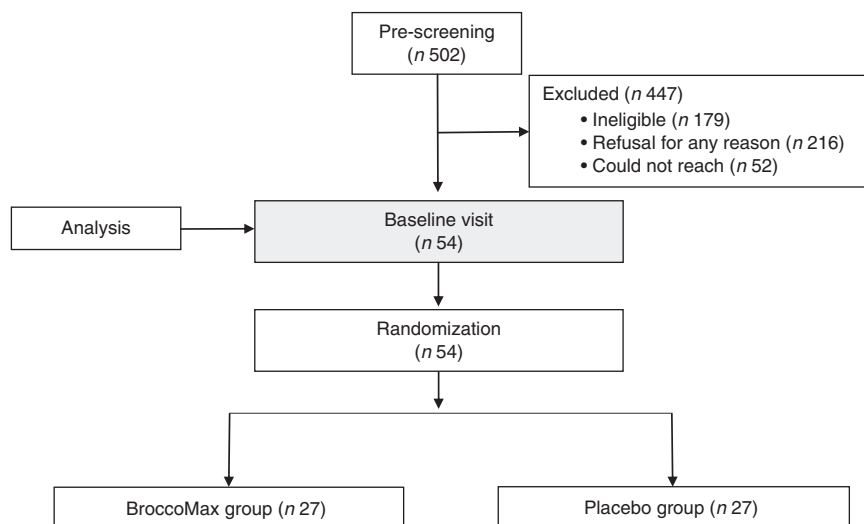 Pre-screening
(n 502)
Excluded (n 447)
• Ineligible (n 179)
• Refusal for any reason (n 216)
• Could not reach (n 52)
Analysis
Baseline visit
(n 54)
Randomization
(n 54)
BroccoMax group (n 27)
Placebo group (n 27)